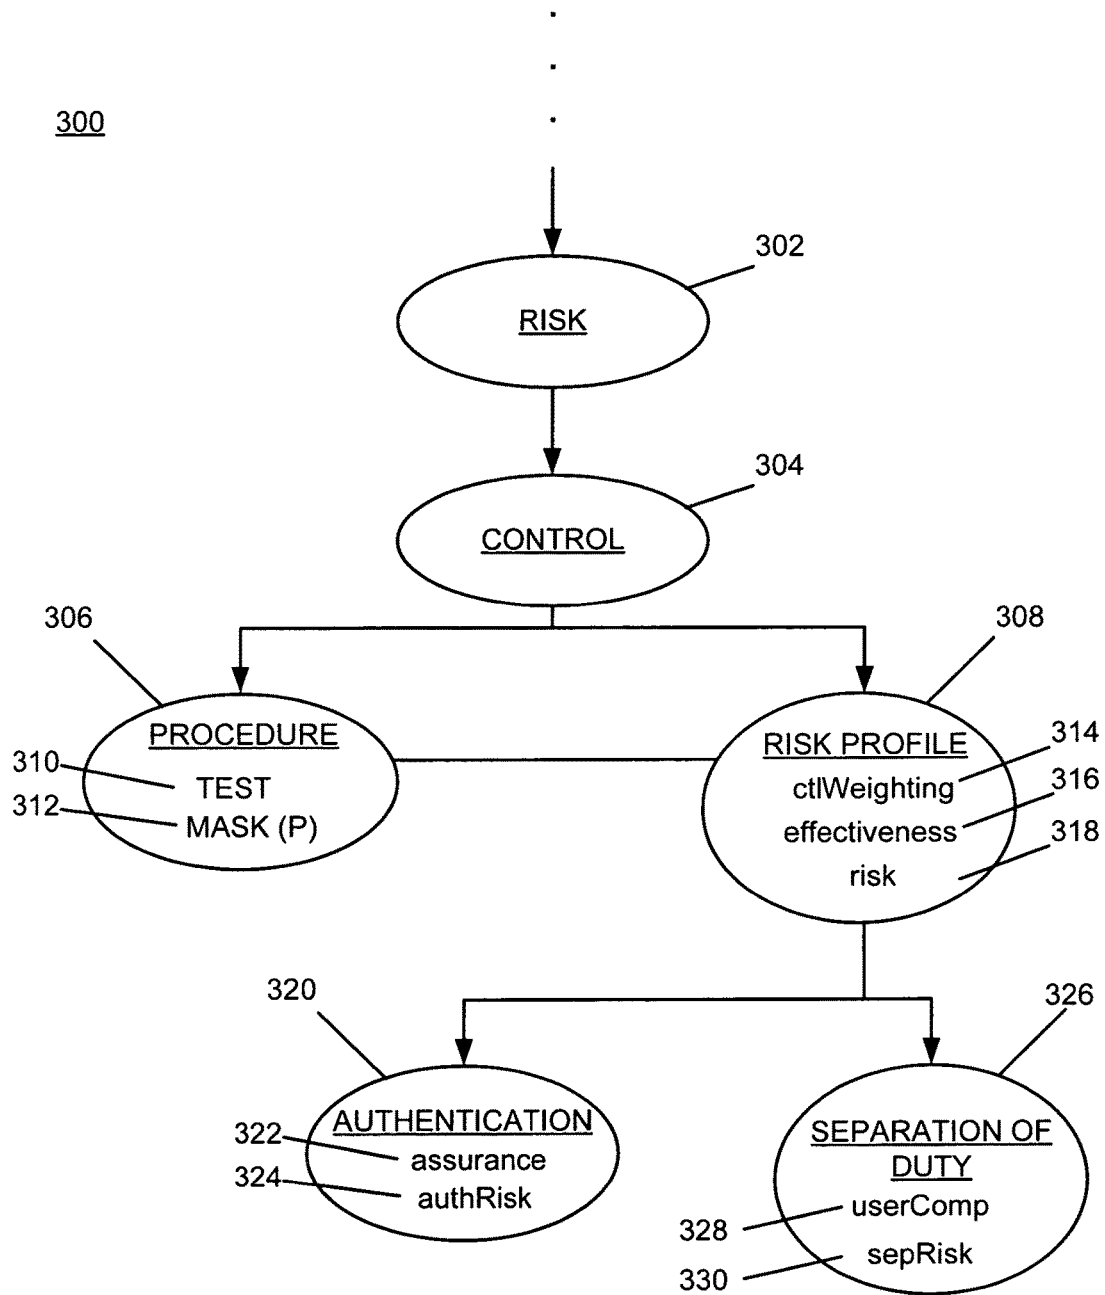 300
302
RISK
304
CONTROL
306
308
PROCEDURE
310
TEST
312
MASK (P)
RISK PROFILE
314
ctlWeighting
316
effectiveness
318
risk
320
326
AUTHENTICATION
322
assurance
324
authRisk
SEPARATION OF
DUTY
userComp
328
sepRisk
330